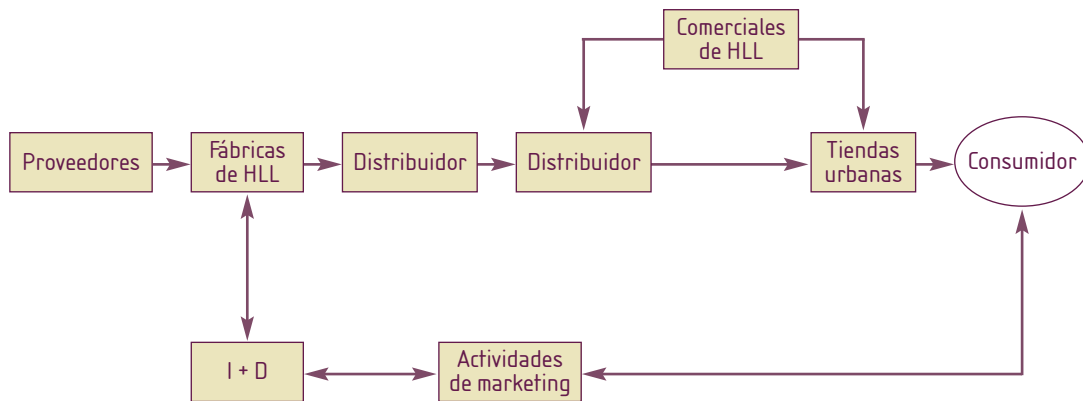 Comerciales
de HLL
Proveedores
Fábricas
de HLL
Distribuidor
Distribuidor
Tiendas
urbanas
Consumidor
I + D
Actividades
de marketing